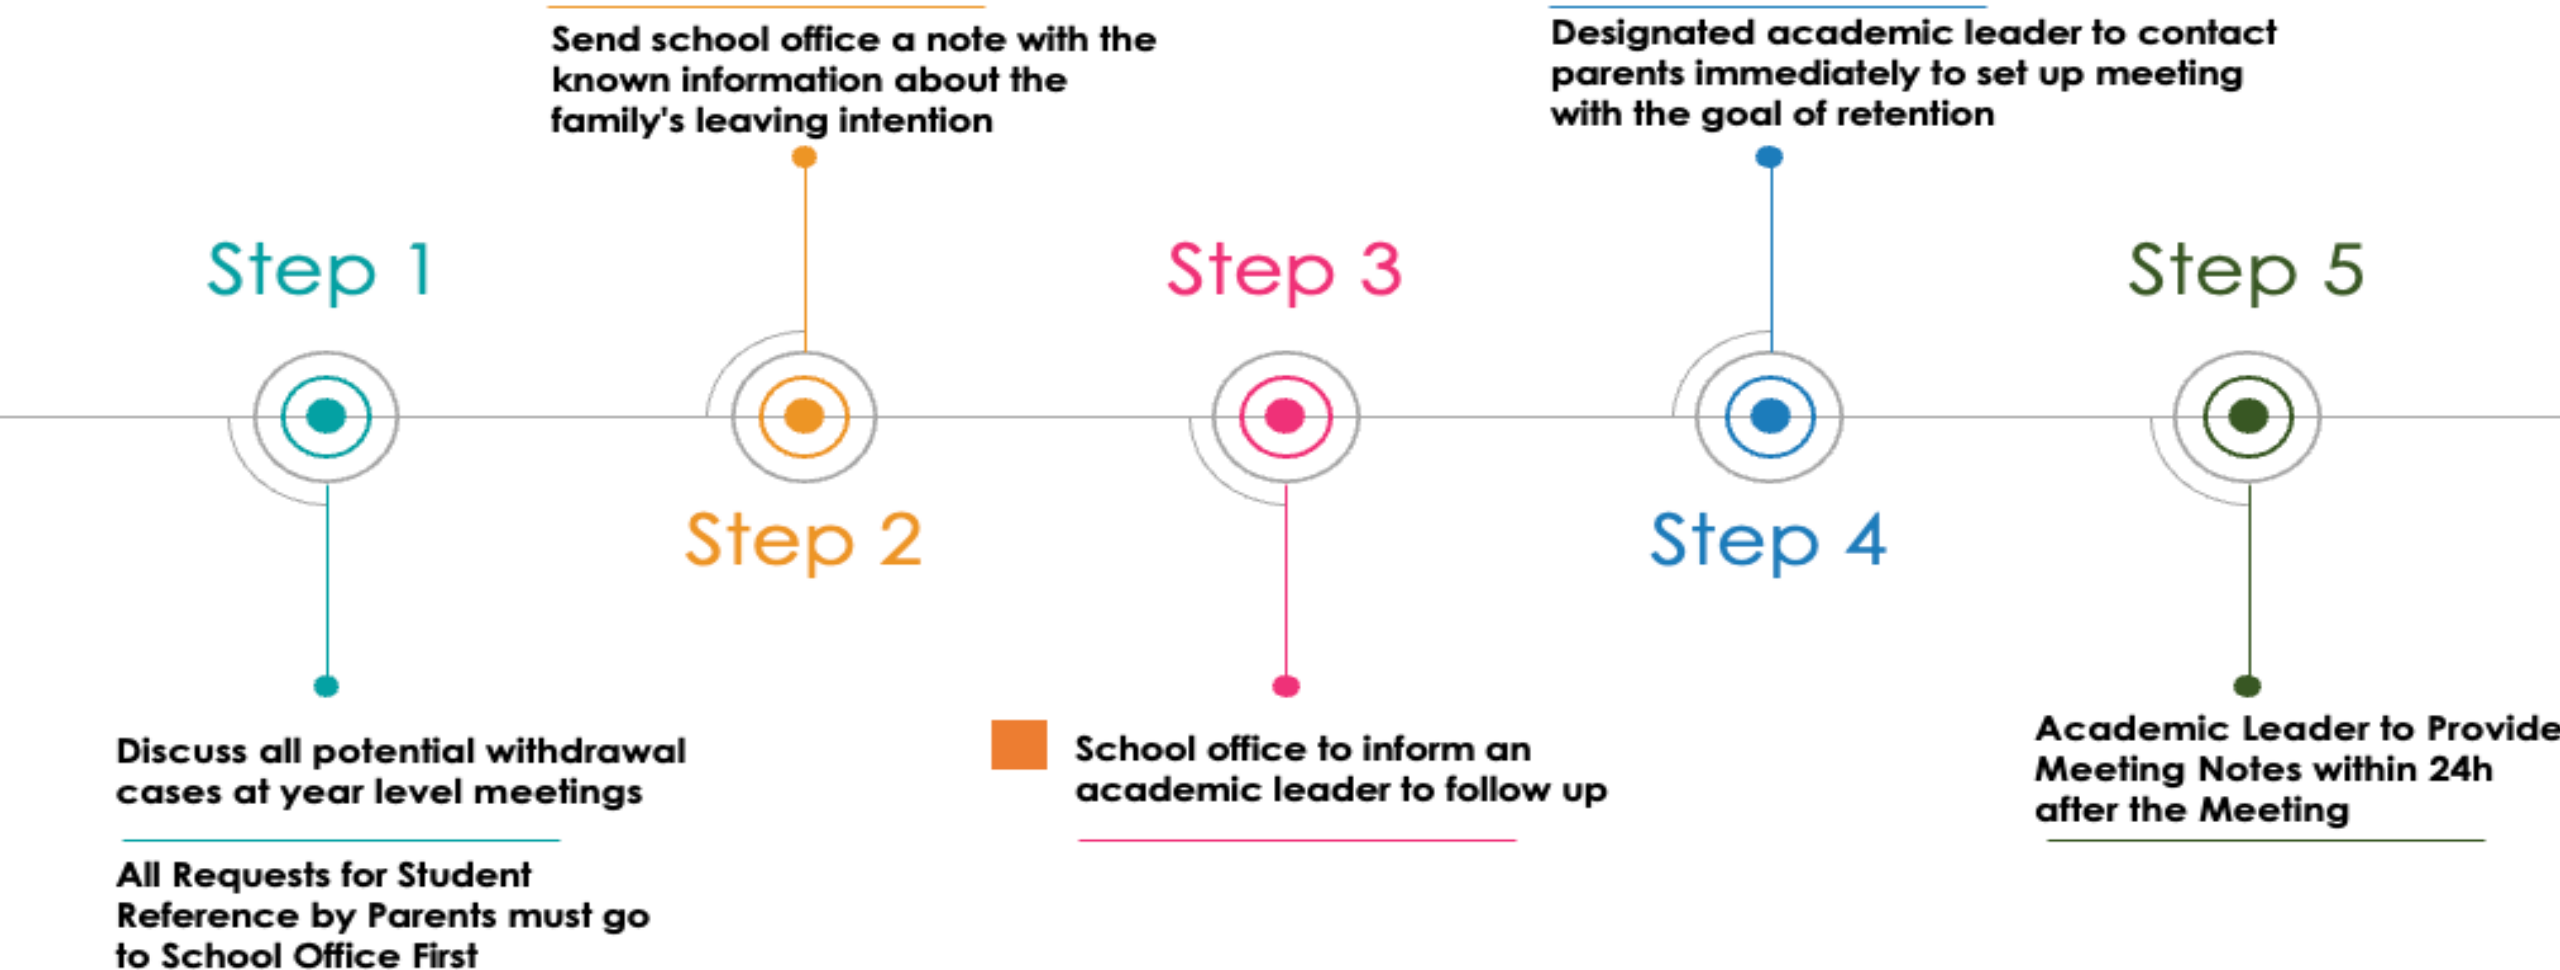 Send school office a note with the
known information about the
family's leaving intention
Designated academic leader to contact
parents immediately to set up meeting
with the goal of retention
Step 1
Step 3
Step 5
Step 2
Step 4
Discuss all potential withdrawal
cases at year level meetings
All Requests for Student
Reference by Parents must go
to School Office First
School office to inform an
academic leader to follow up
Academic Leader to Provide
Meeting Notes within 24h
after the Meeting